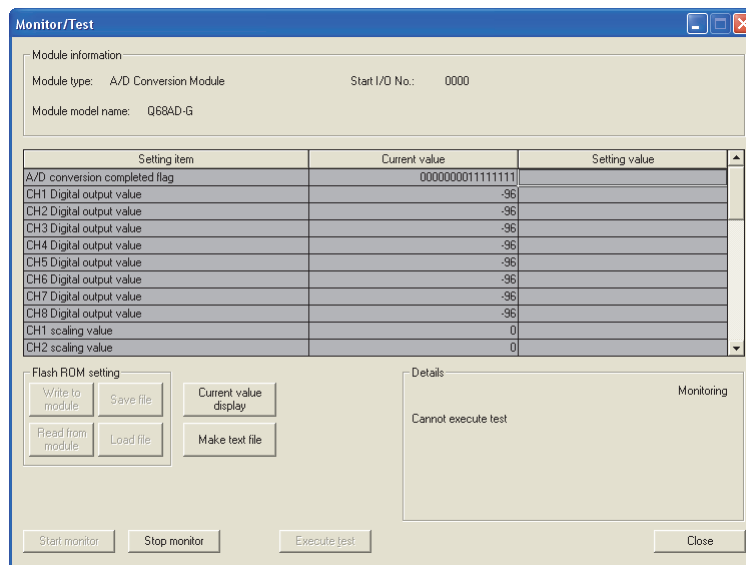 Monitor/Test
Module information
Module type: A/D Conversion Module Start I/O No.: 0000
Module model name: Q68AD-G
Setting item Current value Setting value
A/D conversion completed flag 0000000011111111
CH1 Digital output value -96
CH2 Digital output value -96
CH3 Digital output value -96
CH4 Digital output value -96
CH5 Digital output value -96
CH6 Digital output value -96
CH7 Digital output value -96
CH8 Digital output value -96
CH1 scaling value 0
CH2 scaling value 0
Flash ROM setting
Write to
module
Save file
Current value
display
Read from
module
Load file
Make text file
Details
Monitoring
Cannot execute test
Start monitor Stop monitor Execute test Close